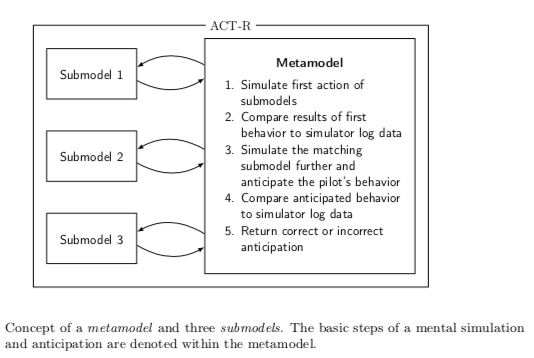 ACT-R
Submodel 1
Submodel 2
Submodel 3
Metamodel
1. Simulate first action of
submodels
2. Compare results of first
behavior to simulator log data
3. Simulate the matching
submodel further and
anticipate the pilot's behavior
4. Compare anticipated behavior
to simulator log data
5. Return correct or incorrect
anticipation
Concept of a metamodel and three submodels. The basic steps of a mental simulation
and anticipation are denoted within the metamodel.